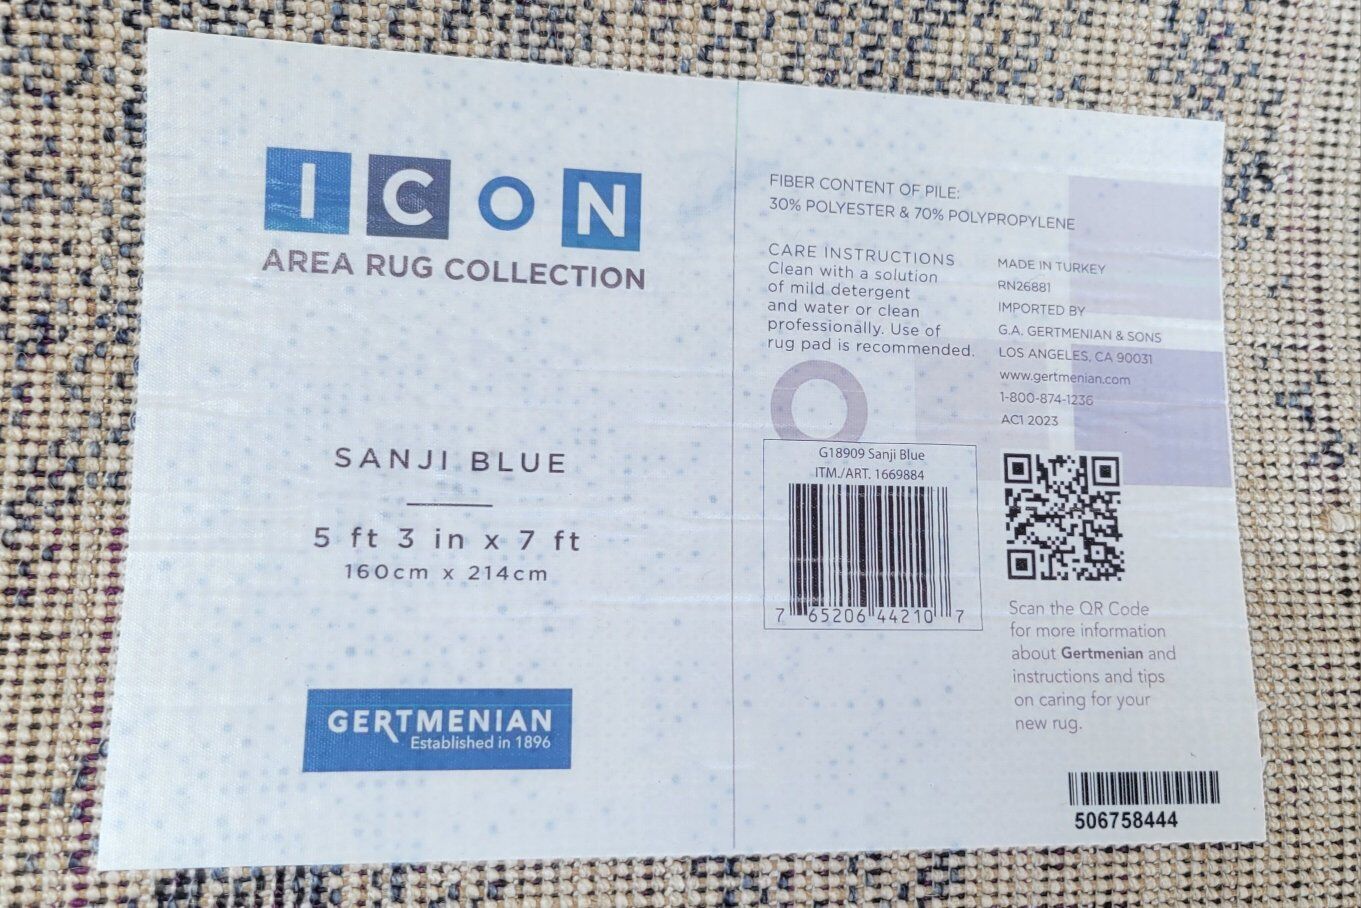 ICON
AREA RUG COLLECTION
SANJI BLUE
5 ft 3 in x 7 ft
160cm x 214cm
GERTMENIAN
Established in 1896
FIBER CONTENT OF PILE:
30% POLYESTER & 70% POLYPROPYLENE
CARE INSTRUCTIONS
Clean with a solution
of mild detergent
and water or clean
professionally. Use of
rug pad is recommended.
MADE IN TURKEY
RN26881
IMPORTED BY
G.A. GERTMENIAN & SONS
LOS ANGELES, CA 90031
www.gertmenian.com
1-800-874-1236
AC1 2023
G18909 Sanji Blue
ITM./ART. 1669884
7 65206 44210 7
Scan the QR Code
for more information
about Gertmenian and
instructions and tips
on caring for your
new rug.
506758444